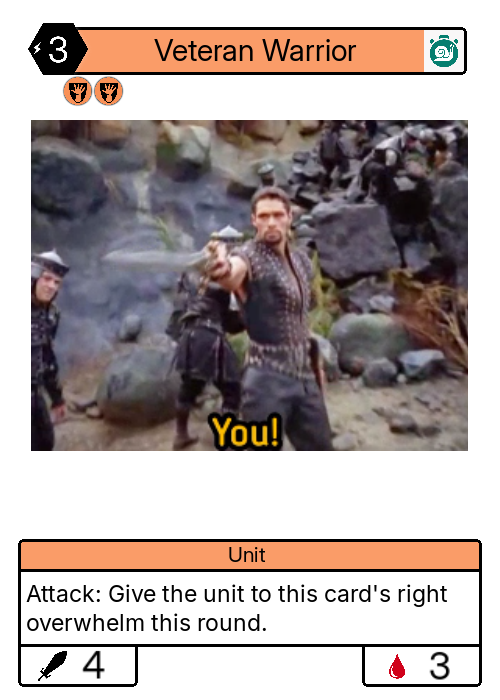 3
Veteran Warrior
You!
Unit
Attack: Give the unit to this card's right
overwhelm this round.
4
3